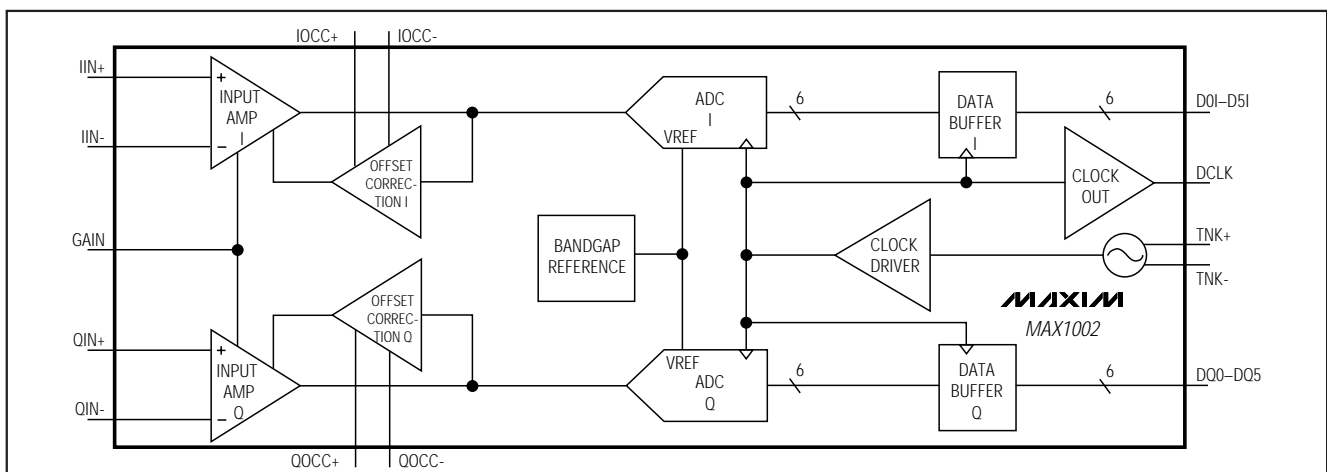 IOCC+ IOCC-
IIN+
+
INPUT
AMP
I
IIN-
−
OFFSET
CORREC-
TION I
ADC
I
VREF
6
DATA
BUFFER
I
6
D0I–D5I
CLOCK
OUT
DCLK
GAIN
BANDGAP
REFERENCE
CLOCK
DRIVER
TNK+
TNK-
MAXIM
MAX1002
OFFSET
CORREC-
TION Q
QIN+
+
INPUT
AMP
Q
QIN-
−
VREF
ADC
Q
6
DATA
BUFFER
Q
6
DQ0–DQ5
QOCC+ QOCC-